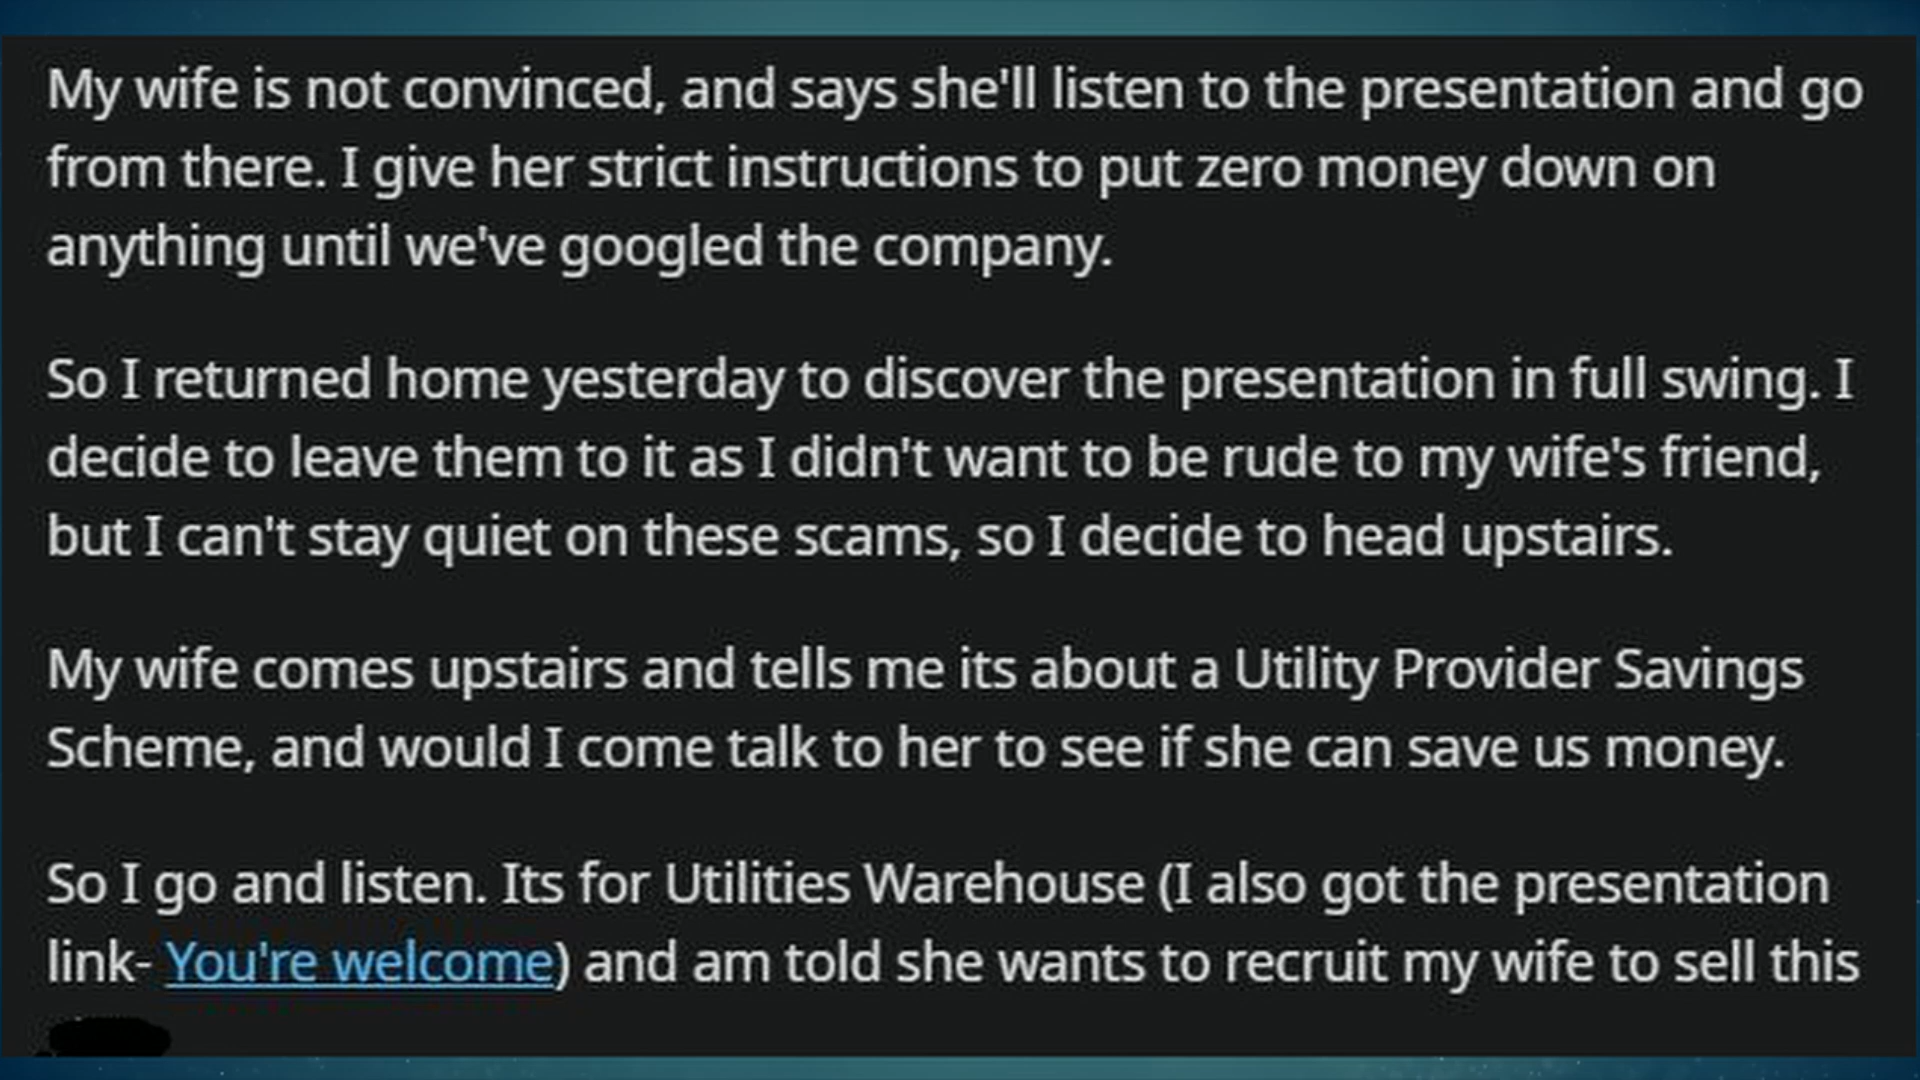 My wife is not convinced, and says she'll listen to the presentation and go
from there. I give her strict instructions to put zero money down on
anything until we've googled the company.
So I returned home yesterday to discover the presentation in full swing. I
decide to leave them to it as I didn't want to be rude to my wife's friend,
but I can't stay quiet on these scams, so I decide to head upstairs.
My wife comes upstairs and tells me its about a Utility Provider Savings
Scheme, and would I come talk to her to see if she can save us money.
So I go and listen. Its for Utilities Warehouse (I also got the presentation
link- You're welcome) and am told she wants to recruit my wife to sell this